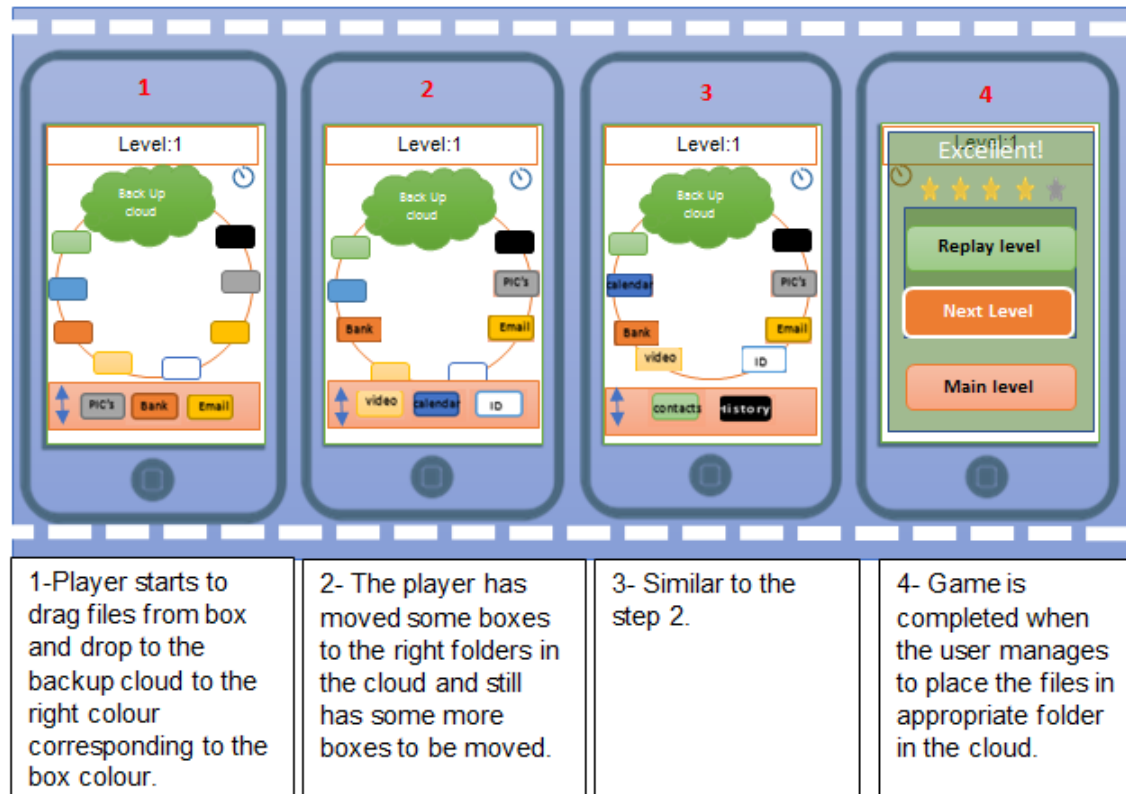 1
Level:1
Back Up
cloud
PIC's
Bank
Email
2
Level:1
Back Up
cloud
PIC's
Bank
Email
video
calendar
ID
3
Level:1
Back Up
cloud
calendar
PIC's
Bank
Email
video
ID
contacts
History
4
Level:1
Excellent!
Replay level
Next Level
Main level
1-Player starts to
drag files from box
and drop to the
backup cloud to the
right colour
corresponding to the
box colour.
2- The player has
moved some boxes
to the right folders in
the cloud and still
has some more
boxes to be moved.
3- Similar to the
step 2.
4- Game is
completed when
the user manages
to place the files in
appropriate folder
in the cloud.